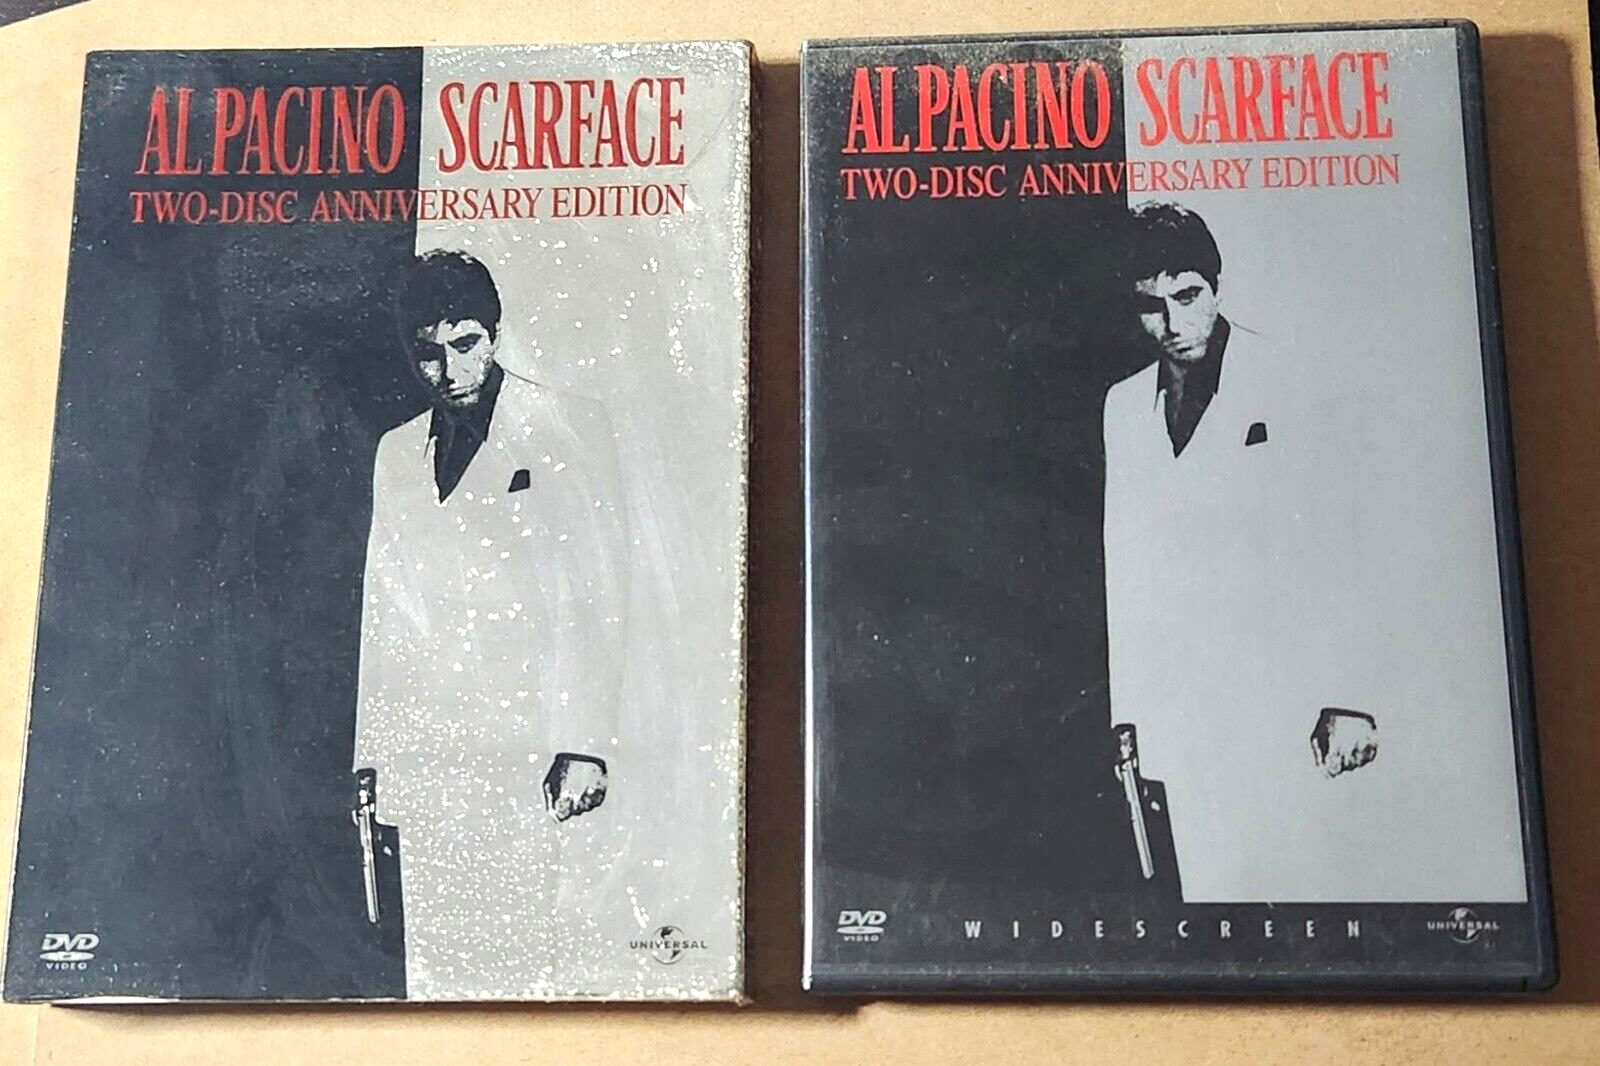 AL PACINO SCARFACE
TWO-DISC ANNIVERSARY EDITION
DVD
VIDEO
UNIVERSAL
AL PACINO SCARFACE
TWO-DISC ANNIVERSARY EDITION
DVD
VIDEO
WIDESCREEN
UNIVERSAL